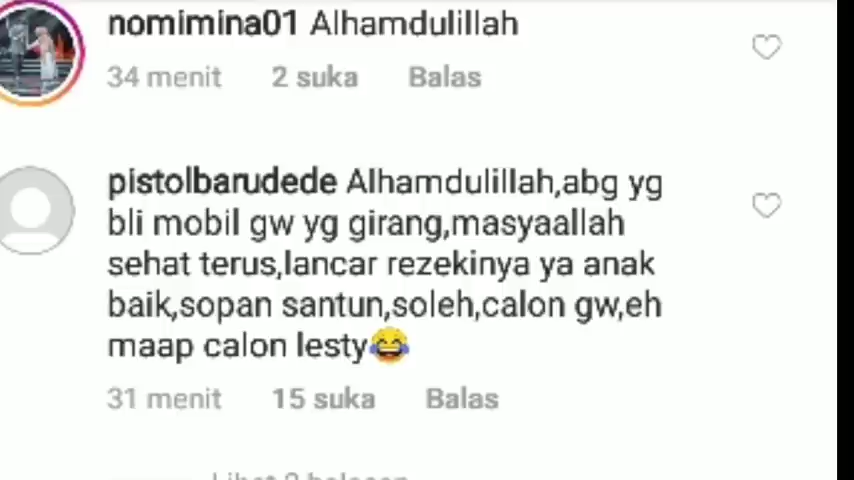 nomimina01 Alhamdulillah
34 menit 2 suka Balas
pistolbarudede Alhamdulillah,abg yg
bli mobil gw yg girang,masyaallah
sehat terus,lancar rezekinya ya anak
baik,sopan santun,soleh,calon gw,eh
maap calon lesty😂
31 menit 15 suka Balas